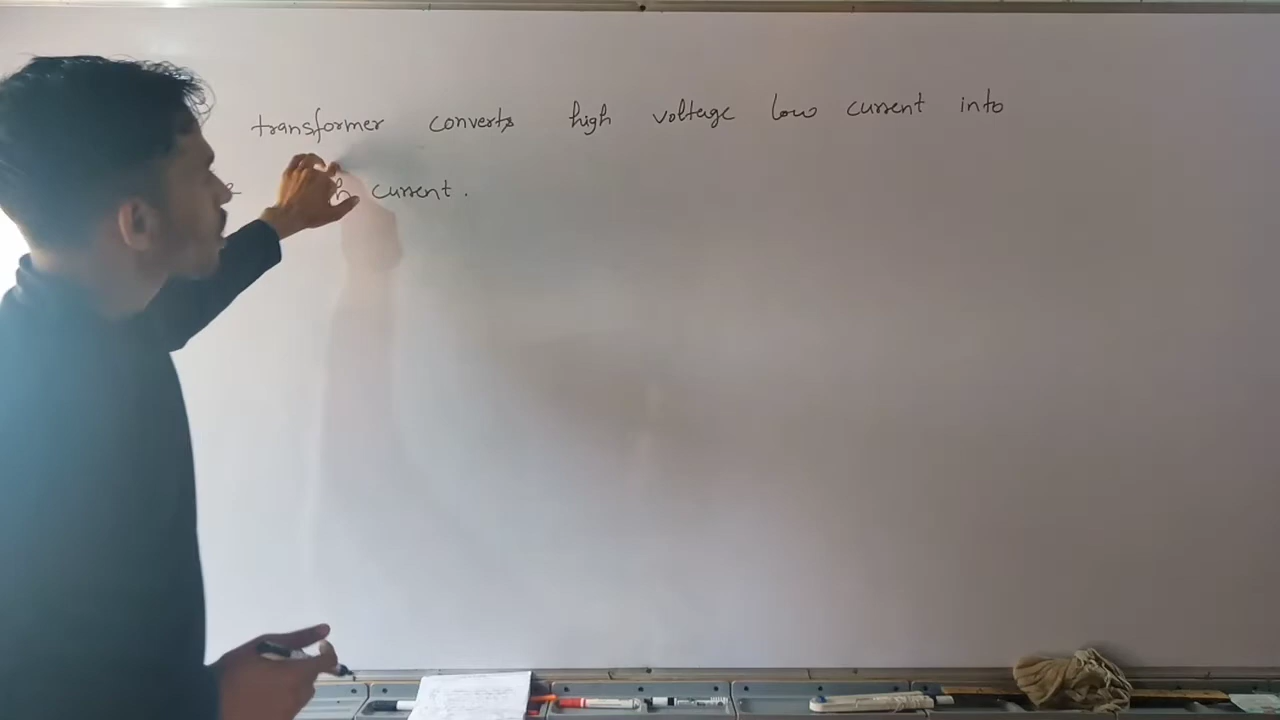 transformer converts high voltage low current into
current.